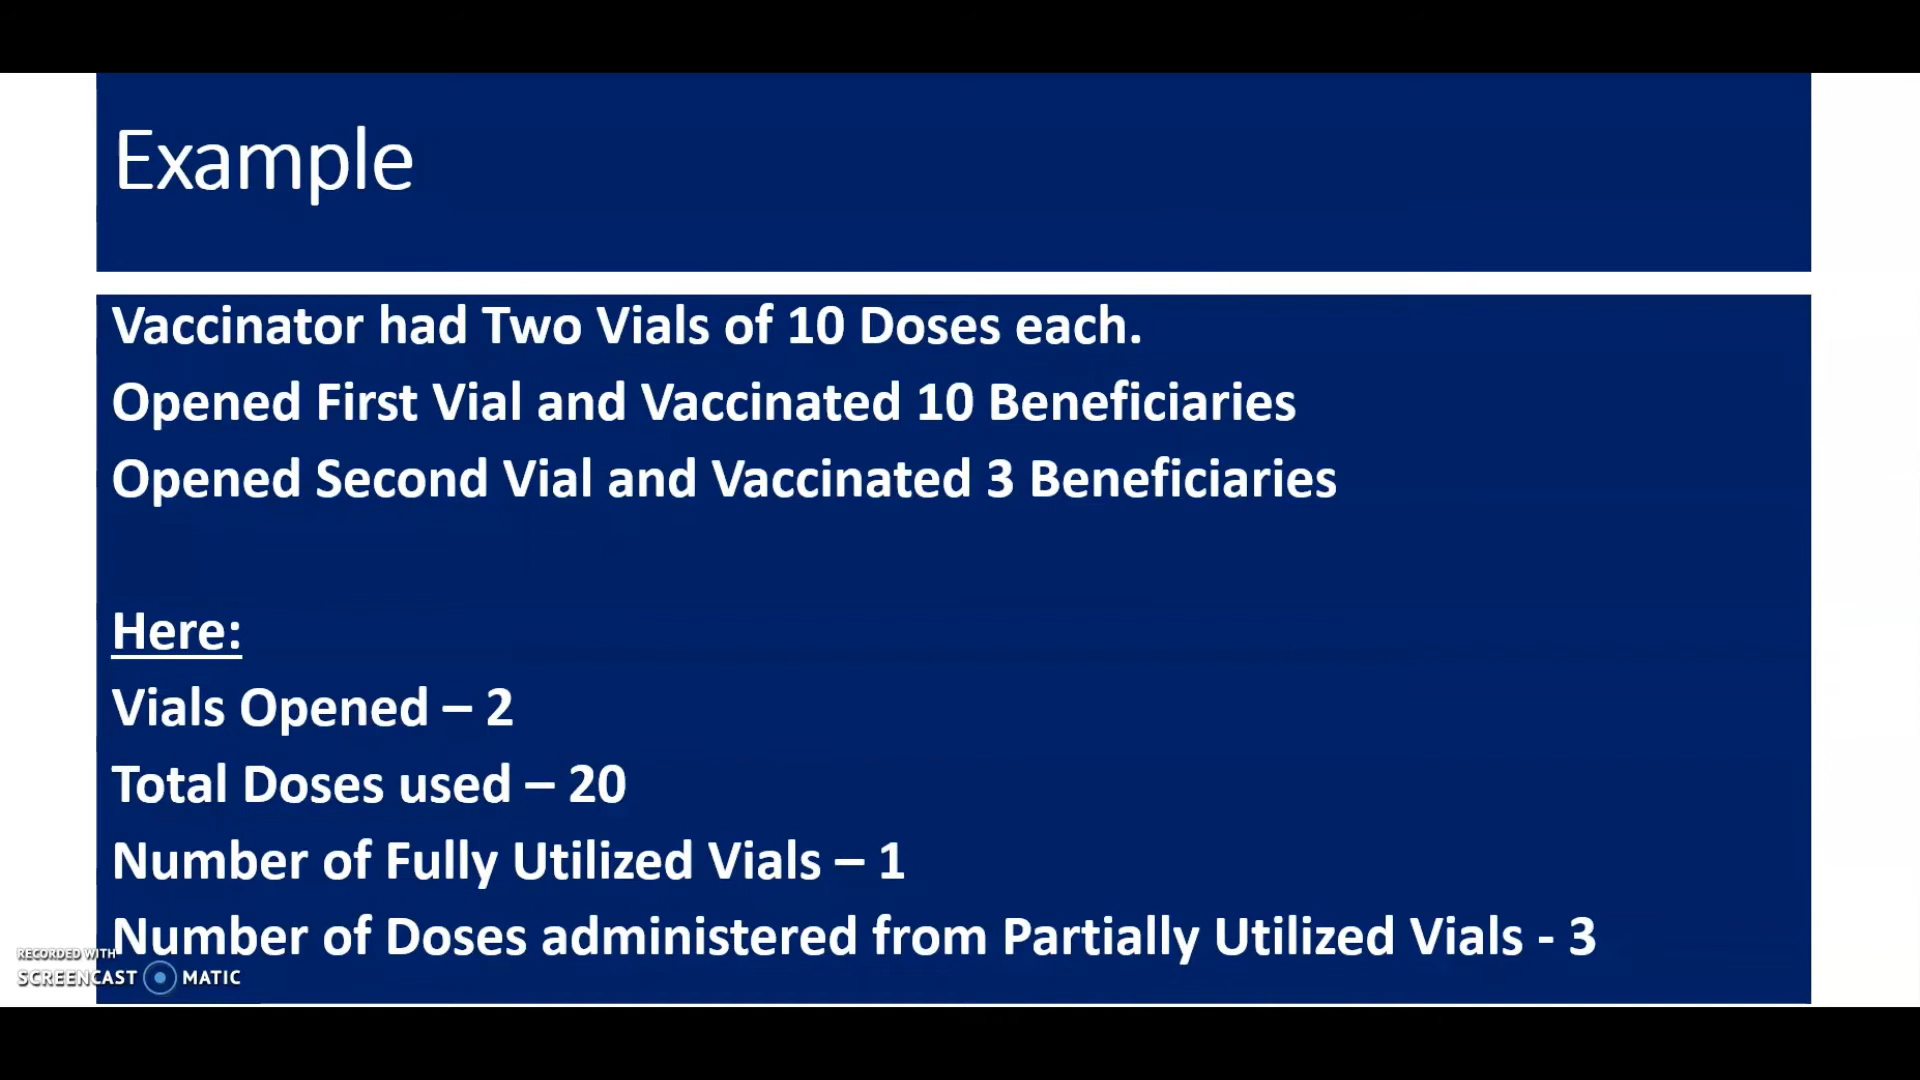 Example
Vaccinator had Two Vials of 10 Doses each.
Opened First Vial and Vaccinated 10 Beneficiaries
Opened Second Vial and Vaccinated 3 Beneficiaries
Here:
Vials Opened – 2
Total Doses used – 20
Number of Fully Utilized Vials – 1
Number of Doses administered from Partially Utilized Vials - 3
RECORDED WITH
SCREENCAST MATIC